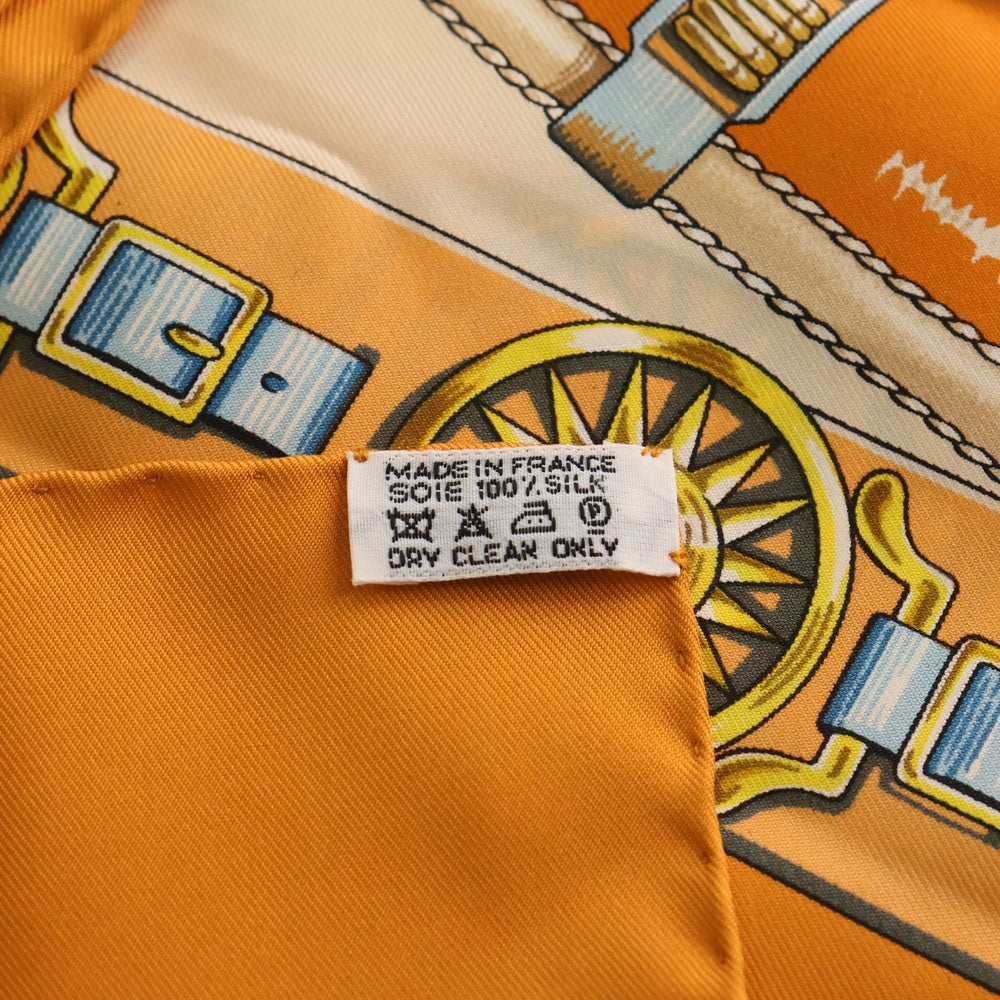 MADE IN FRANCE
SOIE 100% SILK
P
DRY CLEAN ONLY